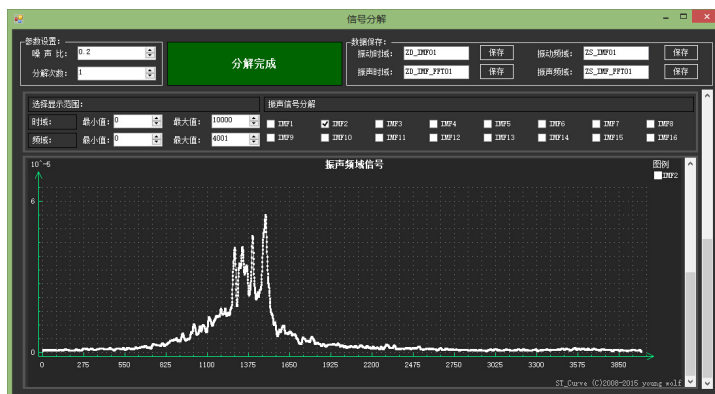 信号分解
参数设置:
噪 声 比: 0.2
分解次数: 1
分解完成
数据保存:
振动时域: ZD_IMF01 保存 振动频域: ZS_IMF01 保存
振声时域: ZD_IMF_FFT01 保存 振声频域: ZS_IMF_FFT01 保存
选择显示范围: 振声信号分解
时域: 最小值: 0 最大值: 10000 IMF1 IMF2 IMF3 IMF4 IMF5 IMF6 IMF7 IMF8
频域: 最小值: 0 最大值: 4001 IMF9 IMF10 IMF11 IMF12 IMF13 IMF14 IMF15 IMF16
10^-5 振声频域信号 图例
IMF2
6
0
0 275 550 825 1100 1375 1650 1925 2200 2475 2750 3025 3300 3575 3850
ST_Curve (C)2008-2015 young wolf